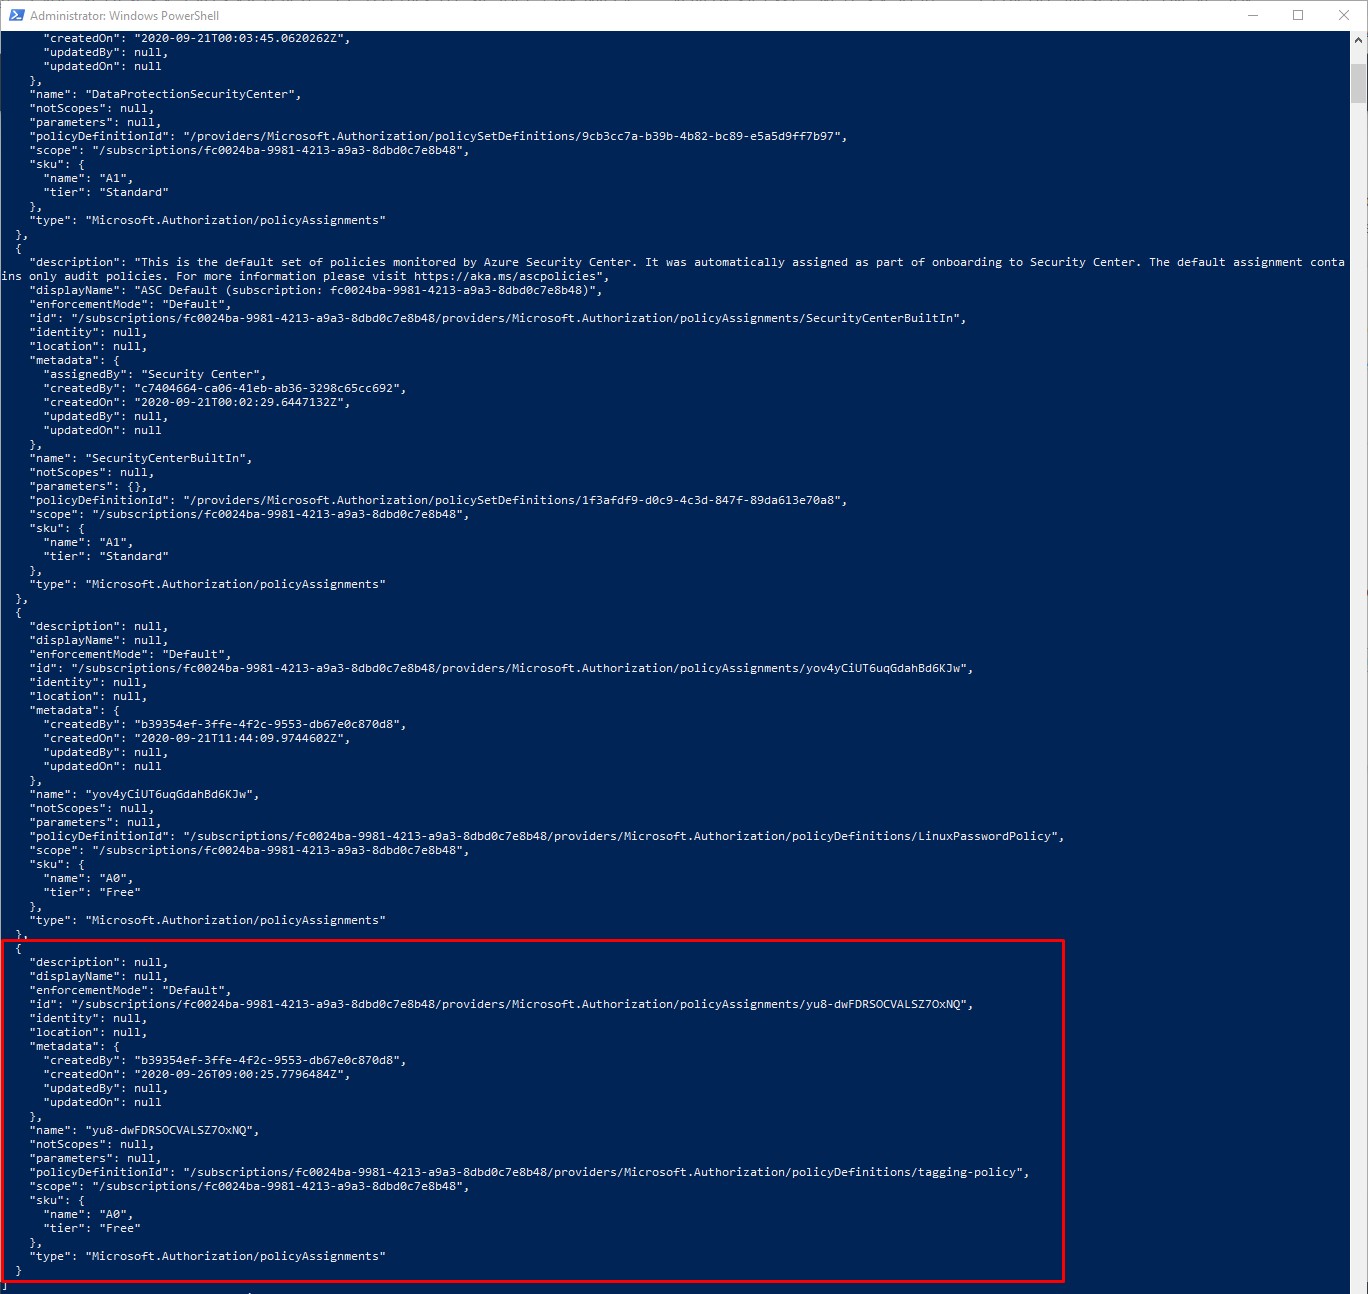 Administrator: Windows PowerShell
"createdOn": "2020-09-21T00:03:45.0620262Z",
"updatedBy": null,
"updatedOn": null
},
"name": "DataProtectionSecurityCenter",
"notScopes": null,
"parameters": null,
"policyDefinitionId": "/providers/Microsoft.Authorization/policySetDefinitions/9cb3cc7a-b39b-4b82-bc89-e5a5d9ff7b97",
"scope": "/subscriptions/fc0024ba-9981-4213-a9a3-8dbd0c7e8b48",
"sku": {
"name": "A1",
"tier": "Standard"
},
"type": "Microsoft.Authorization/policyAssignments"
},
{
"description": "This is the default set of policies monitored by Azure Security Center. It was automatically assigned as part of onboarding to Security Center. The default assignment conta
ins only audit policies. For more information please visit https://aka.ms/ascpolicies",
"displayName": "ASC Default (subscription: fc0024ba-9981-4213-a9a3-8dbd0c7e8b48)",
"enforcementMode": "Default",
"id": "/subscriptions/fc0024ba-9981-4213-a9a3-8dbd0c7e8b48/providers/Microsoft.Authorization/policyAssignments/SecurityCenterBuiltIn",
"identity": null,
"location": null,
"metadata": {
"assignedBy": "Security Center",
"createdBy": "c7404664-ca06-41eb-ab36-3298c65cc692",
"createdOn": "2020-09-21T00:02:29.6447132Z",
"updatedBy": null,
"updatedOn": null
},
"name": "SecurityCenterBuiltIn",
"notScopes": null,
"parameters": {},
"policyDefinitionId": "/providers/Microsoft.Authorization/policySetDefinitions/1f3afdf9-d0c9-4c3d-847f-89da613e70a8",
"scope": "/subscriptions/fc0024ba-9981-4213-a9a3-8dbd0c7e8b48",
"sku": {
"name": "A1",
"tier": "Standard"
},
"type": "Microsoft.Authorization/policyAssignments"
},
{
"description": null,
"displayName": null,
"enforcementMode": "Default",
"id": "/subscriptions/fc0024ba-9981-4213-a9a3-8dbd0c7e8b48/providers/Microsoft.Authorization/policyAssignments/yov4yCiUT6uqGdahBd6KJw",
"identity": null,
"location": null,
"metadata": {
"createdBy": "b39354ef-3ffe-4f2c-9553-db67e0c870d8",
"createdOn": "2020-09-21T11:44:09.9744602Z",
"updatedBy": null,
"updatedOn": null
},
"name": "yov4yCiUT6uqGdahBd6KJw",
"notScopes": null,
"parameters": null,
"policyDefinitionId": "/subscriptions/fc0024ba-9981-4213-a9a3-8dbd0c7e8b48/providers/Microsoft.Authorization/policyDefinitions/LinuxPasswordPolicy",
"scope": "/subscriptions/fc0024ba-9981-4213-a9a3-8dbd0c7e8b48",
"sku": {
"name": "A0",
"tier": "Free"
},
"type": "Microsoft.Authorization/policyAssignments"
},
{
"description": null,
"displayName": null,
"enforcementMode": "Default",
"id": "/subscriptions/fc0024ba-9981-4213-a9a3-8dbd0c7e8b48/providers/Microsoft.Authorization/policyAssignments/yu8-dwFDRSOCVALSZ7OxNQ",
"identity": null,
"location": null,
"metadata": {
"createdBy": "b39354ef-3ffe-4f2c-9553-db67e0c870d8",
"createdOn": "2020-09-26T09:00:25.7796484Z",
"updatedBy": null,
"updatedOn": null
},
"name": "yu8-dwFDRSOCVALSZ7OxNQ",
"notScopes": null,
"parameters": null,
"policyDefinitionId": "/subscriptions/fc0024ba-9981-4213-a9a3-8dbd0c7e8b48/providers/Microsoft.Authorization/policyDefinitions/tagging-policy",
"scope": "/subscriptions/fc0024ba-9981-4213-a9a3-8dbd0c7e8b48",
"sku": {
"name": "A0",
"tier": "Free"
},
"type": "Microsoft.Authorization/policyAssignments"
}
]